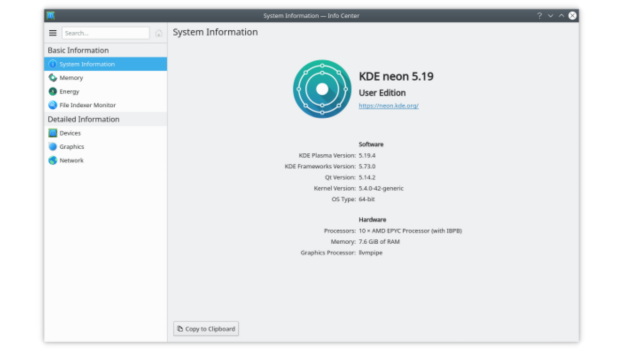 System Information — Info Center
Search...
System Information
Basic Information
System Information
Memory
Energy
File Indexer Monitor
Detailed Information
Devices
Graphics
Network
KDE neon 5.19
User Edition
https://neon.kde.org/
Software
KDE Plasma Version: 5.19.4
KDE Frameworks Version: 5.73.0
Qt Version: 5.14.2
Kernel Version: 5.4.0-42-generic
OS Type: 64-bit
Hardware
Processors: 10 × AMD EPYC Processor (with IBPB)
Memory: 7.6 GiB of RAM
Graphics Processor: llvmpipe
Copy to Clipboard